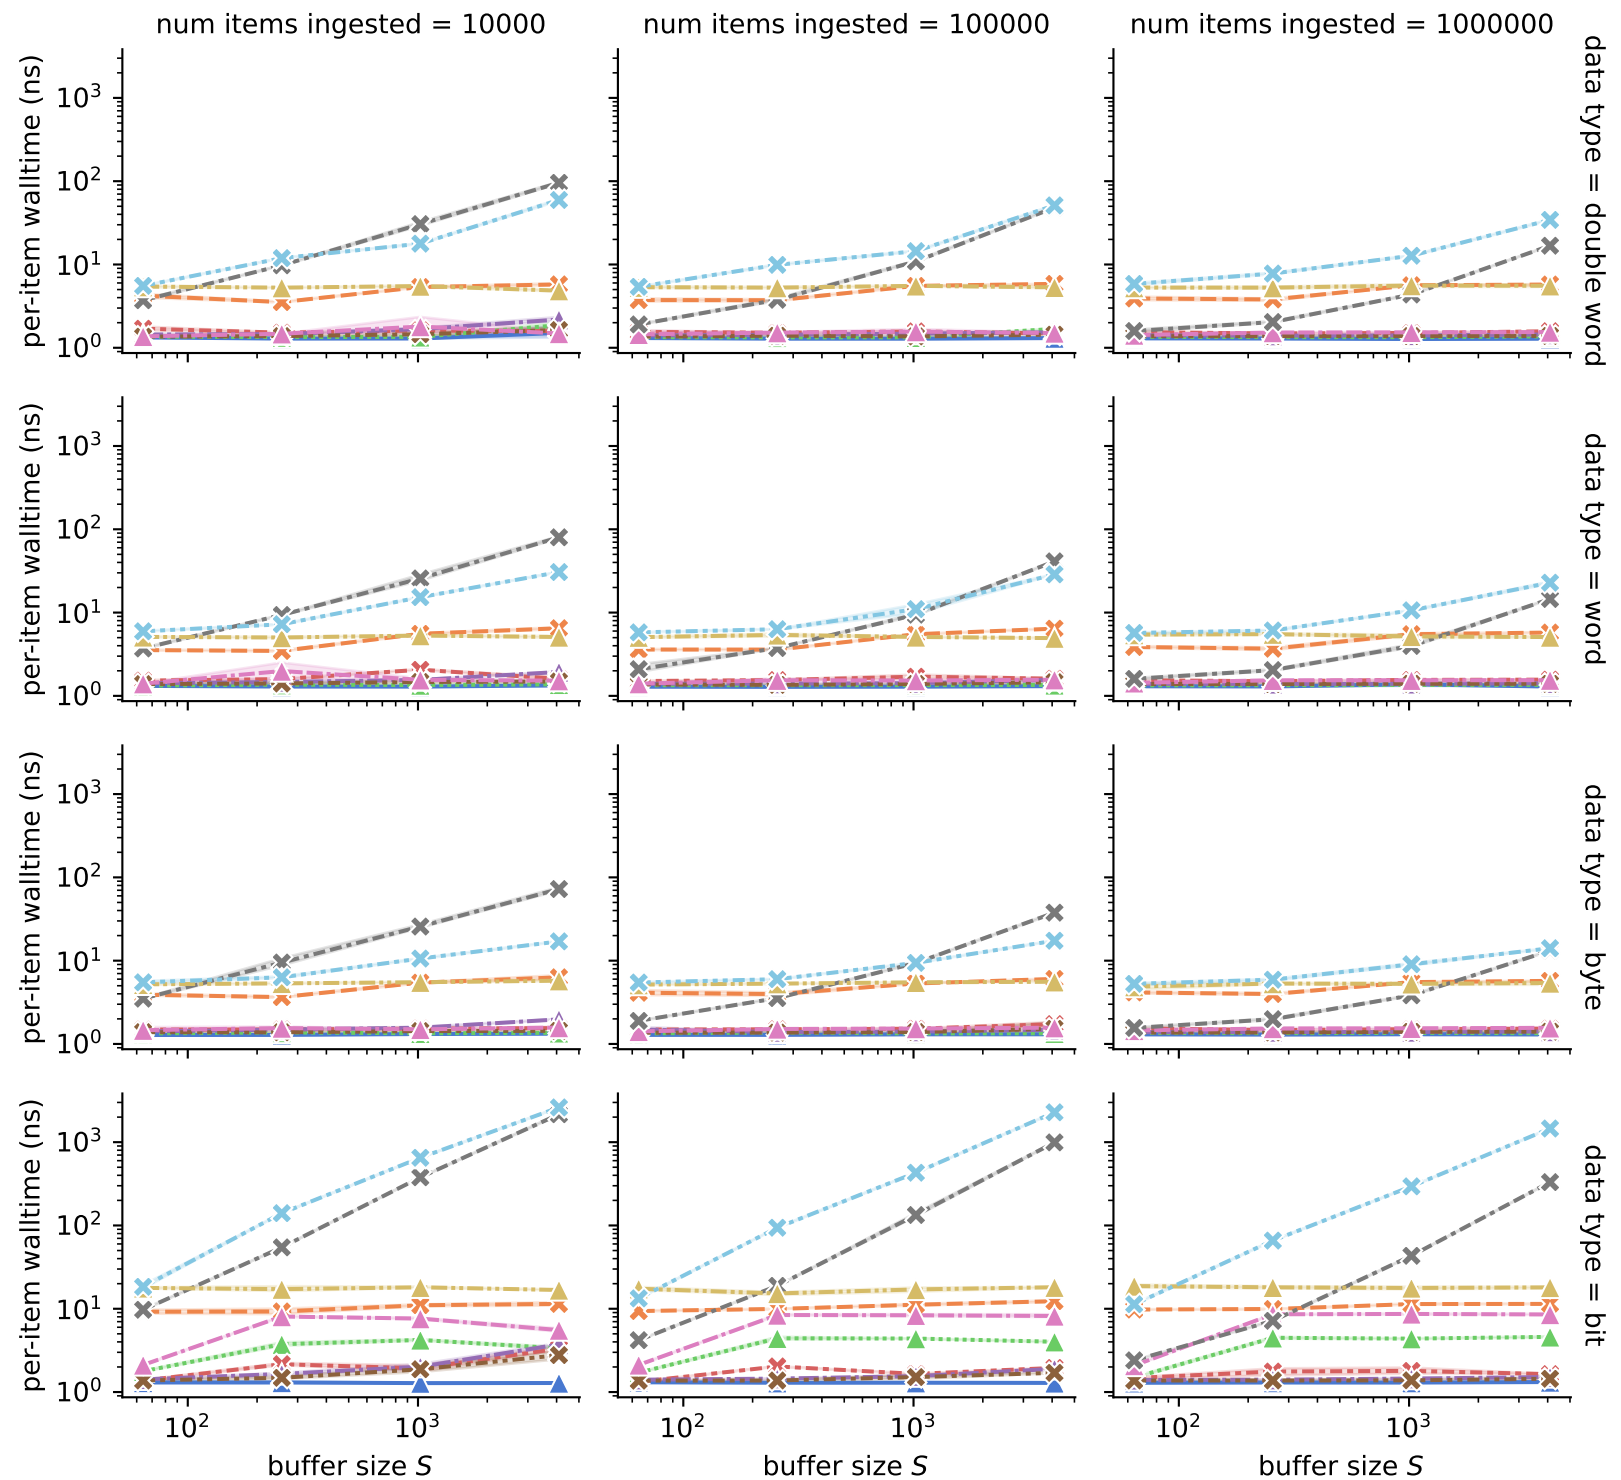 num items ingested = 10000
num items ingested = 100000
num items ingested = 1000000
per-item walltime (ns)
10³
10²
10¹
10⁰
data type = double word
per-item walltime (ns)
10³
10²
10¹
10⁰
data type = word
per-item walltime (ns)
10³
10²
10¹
10⁰
data type = byte
per-item walltime (ns)
10³
10²
10¹
10⁰
data type = bit
10² 10³
10² 10³
10² 10³
buffer size S
buffer size S
buffer size S